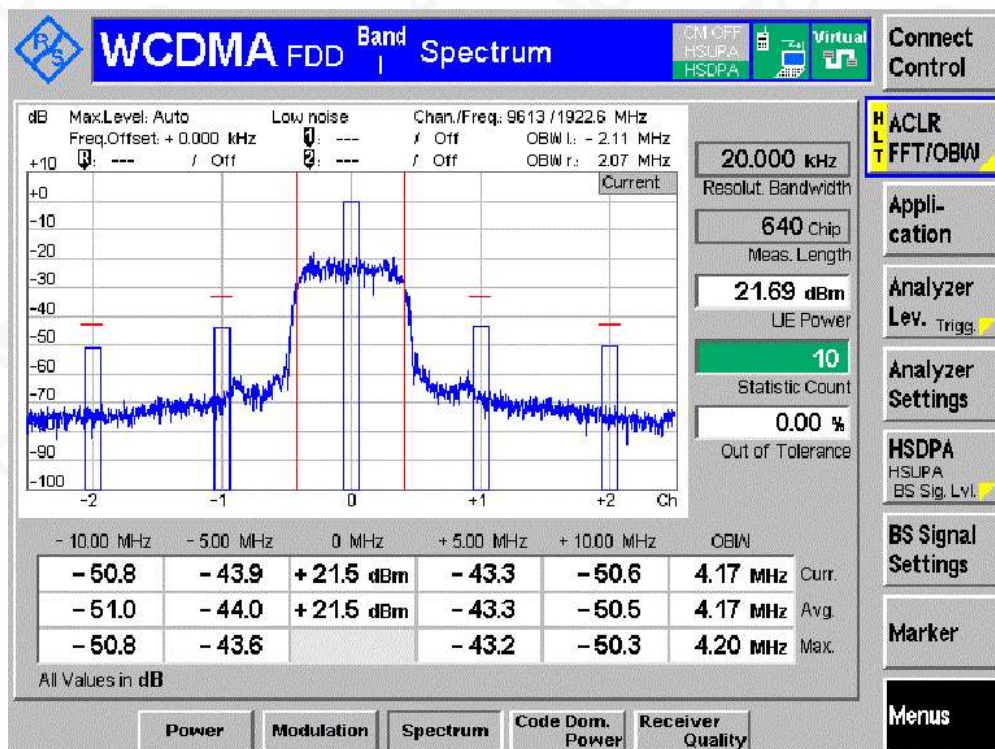 R/S
WCDMA FDD Band I Spectrum
CM OFF
HSUPA
HSDPA
Virtual
Connect Control
dB Max.Level: Auto Low noise Chan./Freq.: 9613 / 1922.6 MHz
Freq.Offset: + 0.000 kHz 1: --- / Off OBW l.: - 2.11 MHz
+10 R: --- / Off 2: --- / Off OBW r.: 2.07 MHz
Current
+0
-10
-20
-30
-40
-50
-60
-70
-90
-100
-2 -1 0 +1 +2 Ch
20.000 kHz
Resolut. Bandwidth
640 Chip
Meas. Length
21.69 dBm
UE Power
10
Statistic Count
0.00 %
Out of Tolerance
- 10.00 MHz - 5.00 MHz 0 MHz + 5.00 MHz + 10.00 MHz OBW
- 50.8 - 43.9 + 21.5 dBm - 43.3 - 50.6 4.17 MHz Curr.
- 51.0 - 44.0 + 21.5 dBm - 43.3 - 50.5 4.17 MHz Avg.
- 50.8 - 43.6 - 43.2 - 50.3 4.20 MHz Max.
All Values in dB
HLT
ACLR
FFT/OBW
Appli-
cation
Analyzer
Lev. Trigg.
Analyzer
Settings
HSDPA
HSUPA
BS Sig. Lvl.
BS Signal
Settings
Marker
Menus
Power
Modulation
Spectrum
Code Dom.
Power
Receiver
Quality